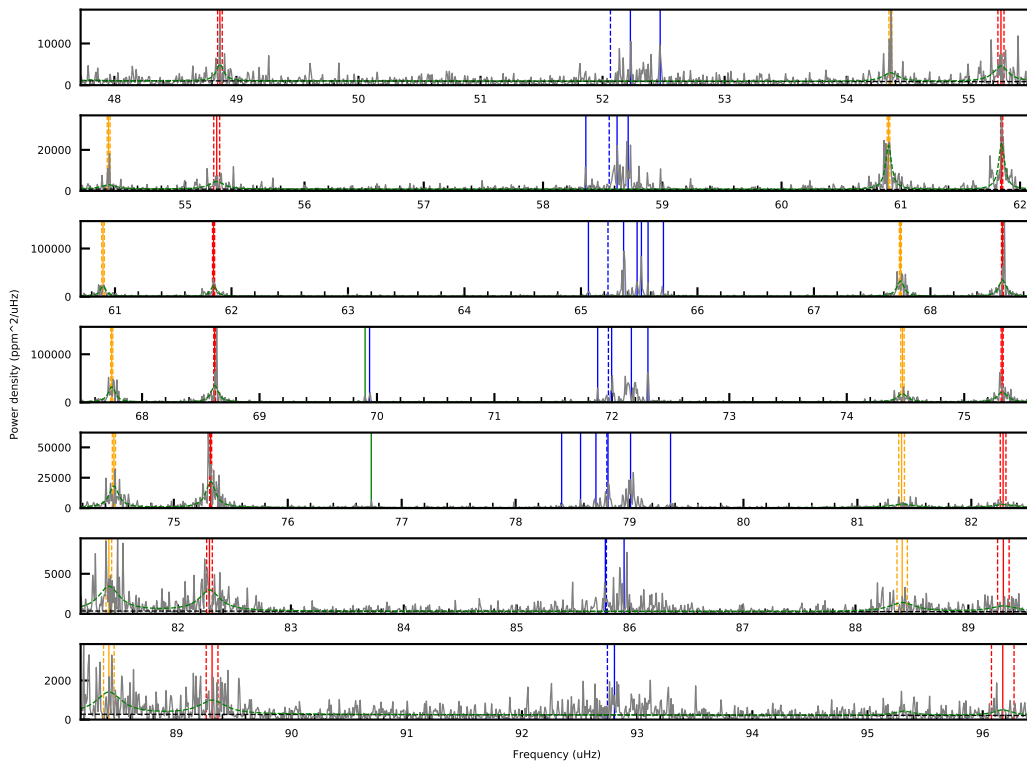 10000
0
48 49 50 51 52 53 54 55
20000
0
55 56 57 58 59 60 61 62
100000
0
61 62 63 64 65 66 67 68
Power density (ppm^2/uHz)
100000
0
68 69 70 71 72 73 74 75
50000
25000
0
75 76 77 78 79 80 81 82
5000
0
82 83 84 85 86 87 88 89
2000
0
89 90 91 92 93 94 95 96
Frequency (uHz)